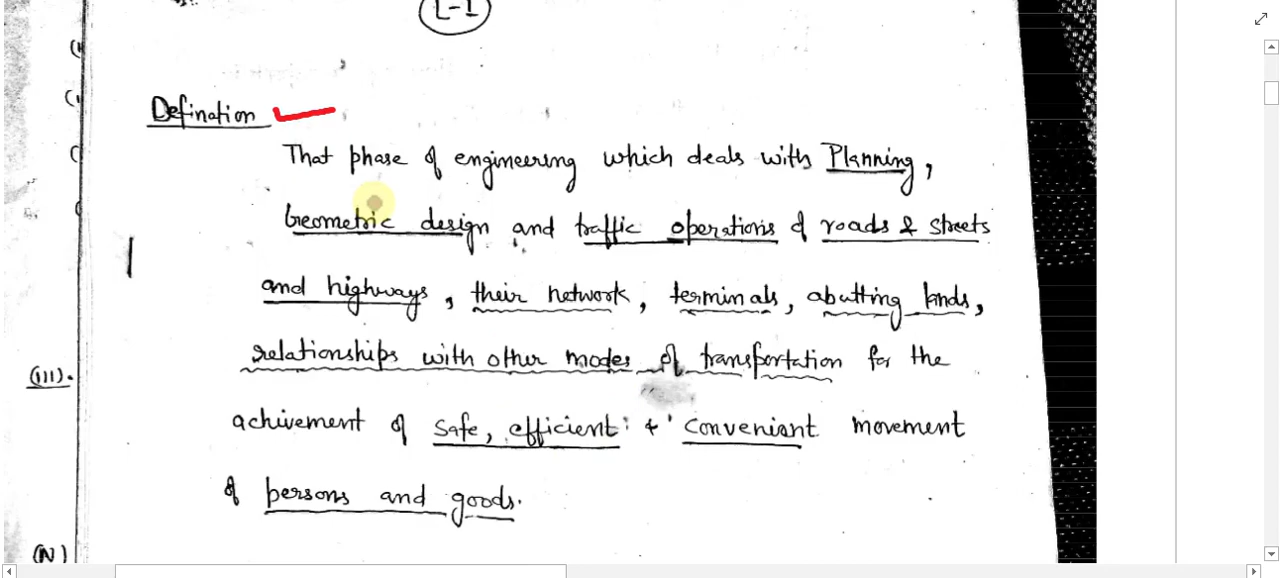 L-1
Defination
That phase of engineering which deals with Planning,
Geometric design and traffic operations of roads & streets
and highways, their network, terminals, abutting lands,
relationships with other modes of transportation for the
(iii).
achivement of safe, efficient & conveniant movement
of persons and goods.